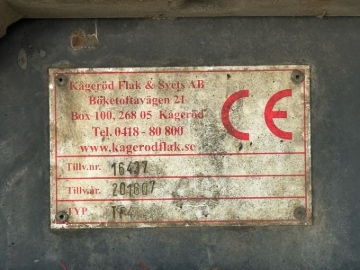 Kågeröd Flak & Svets AB
Böketoftavägen 21
Box 100, 268 05 Kågeröd
Tel. 0418 - 80 800
www.kagerodflak.se
CE
Tillv.nr. 16437
Tillv.år. 201607
TYP